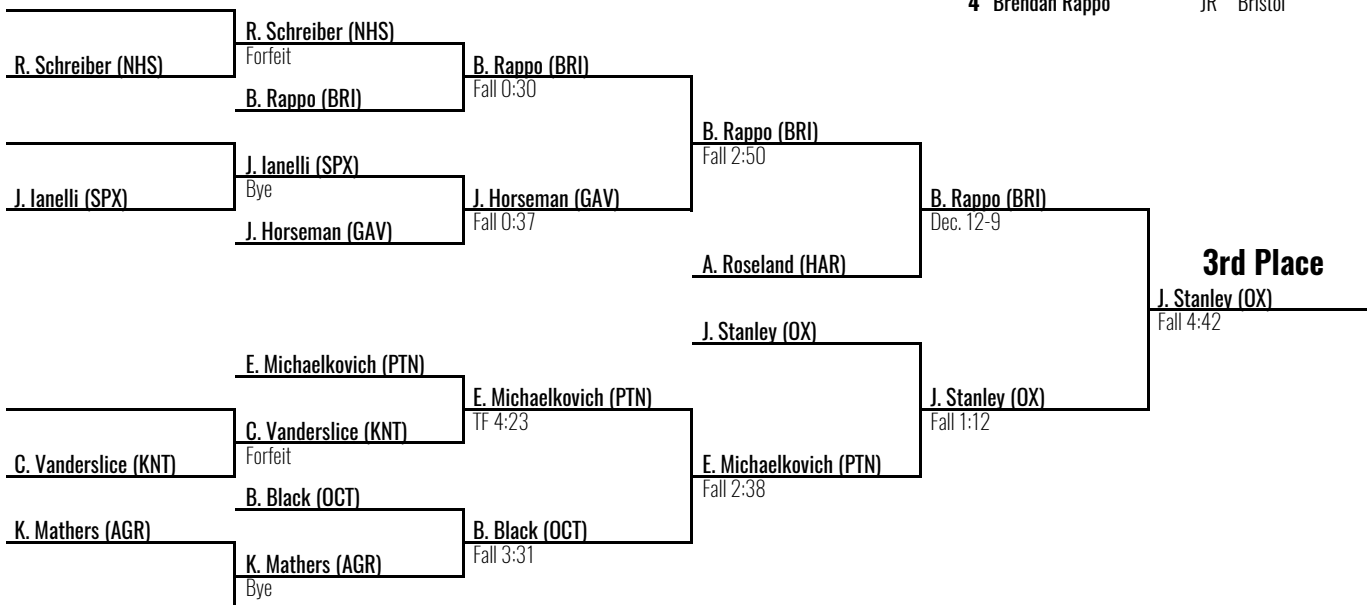 4 Brendan Rappo JR Bristol
R. Schreiber (NHS)
Forfeit
R. Schreiber (NHS)
B. Rappo (BRI)
Fall 0:30
B. Rappo (BRI)
B. Rappo (BRI)
Fall 2:50
J. Ianelli (SPX)
Bye
J. Ianelli (SPX)
J. Horseman (GAV)
Fall 0:37
B. Rappo (BRI)
Dec. 12-9
J. Horseman (GAV)
A. Roseland (HAR)
3rd Place
J. Stanley (OX)
Fall 4:42
J. Stanley (OX)
E. Michaelkovich (PTN)
E. Michaelkovich (PTN)
TF 4:23
J. Stanley (OX)
Fall 1:12
C. Vanderslice (KNT)
Forfeit
C. Vanderslice (KNT)
E. Michaelkovich (PTN)
Fall 2:38
B. Black (OCT)
K. Mathers (AGR)
B. Black (OCT)
Fall 3:31
K. Mathers (AGR)
Bye